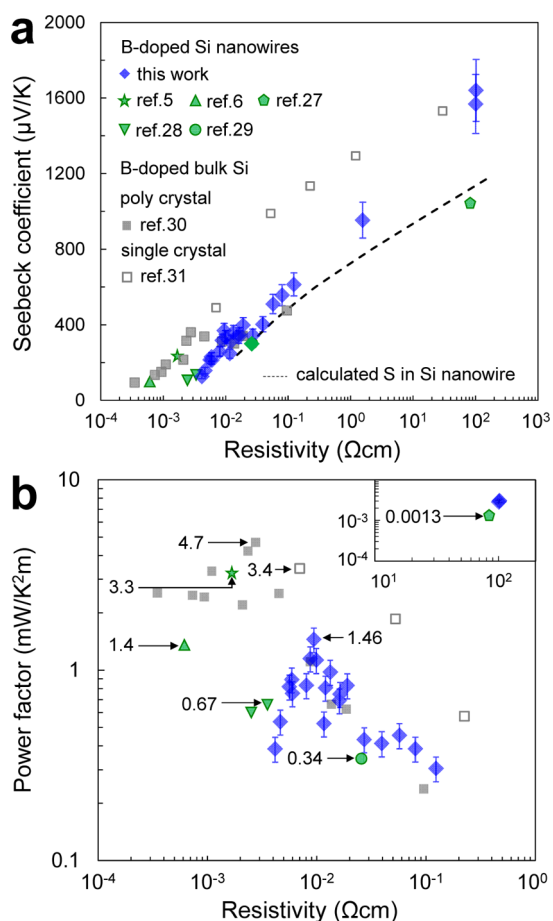 a
2000
1600
1200
800
400
0
Seebeck coefficient (μV/K)
B-doped Si nanowires
this work
ref.5 ref.6 ref.27
ref.28 ref.29
B-doped bulk Si
poly crystal
ref.30
single crystal
ref.31
calculated S in Si nanowire
10⁻⁴ 10⁻³ 10⁻² 10⁻¹ 10⁰ 10¹ 10² 10³
Resistivity (Ωcm)
b
10
1
0.1
Power factor (mW/K²m)
4.7
3.3
3.4
1.4
1.46
0.67
0.34
10⁻³
10⁻⁴
0.0013
10¹ 10²
10⁻⁴ 10⁻³ 10⁻² 10⁻¹ 10⁰
Resistivity (Ωcm)